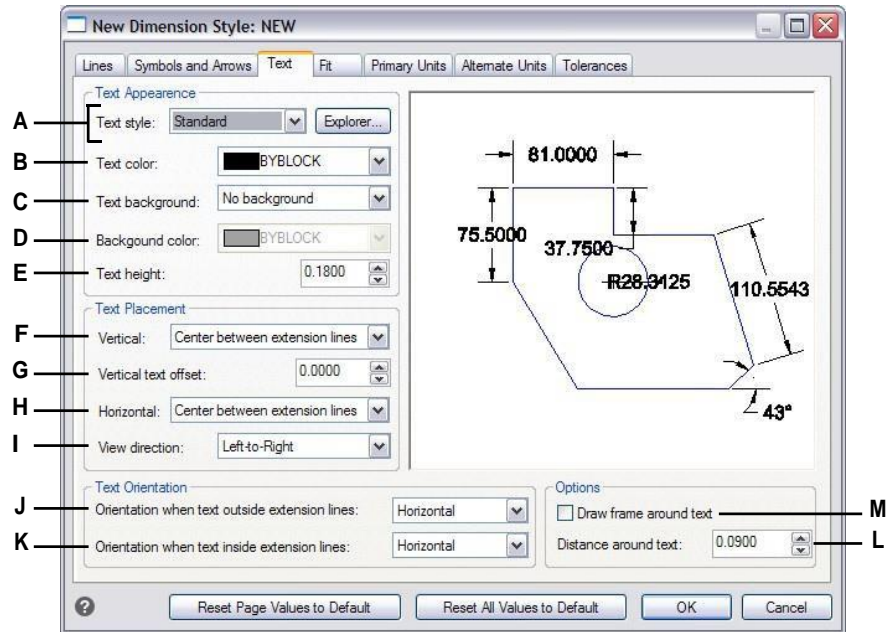 New Dimension Style: NEW
Lines Symbols and Arrows Text Fit Primary Units Alternate Units Tolerances
Text Appearence
A Text style: Standard Explorer...
B Text color: BYBLOCK
C Text background: No background
D Backgound color: BYBLOCK
E Text height: 0.1800
Text Placement
F Vertical: Center between extension lines
G Vertical text offset: 0.0000
H Horizontal: Center between extension lines
I View direction: Left-to-Right
81.0000
75.5000
37.7500
R28.3125
110.5543
43°
Text Orientation
J Orientation when text outside extension lines: Horizontal
K Orientation when text inside extension lines: Horizontal
Options
Draw frame around text M
Distance around text: 0.0900 L
? Reset Page Values to Default Reset All Values to Default OK Cancel